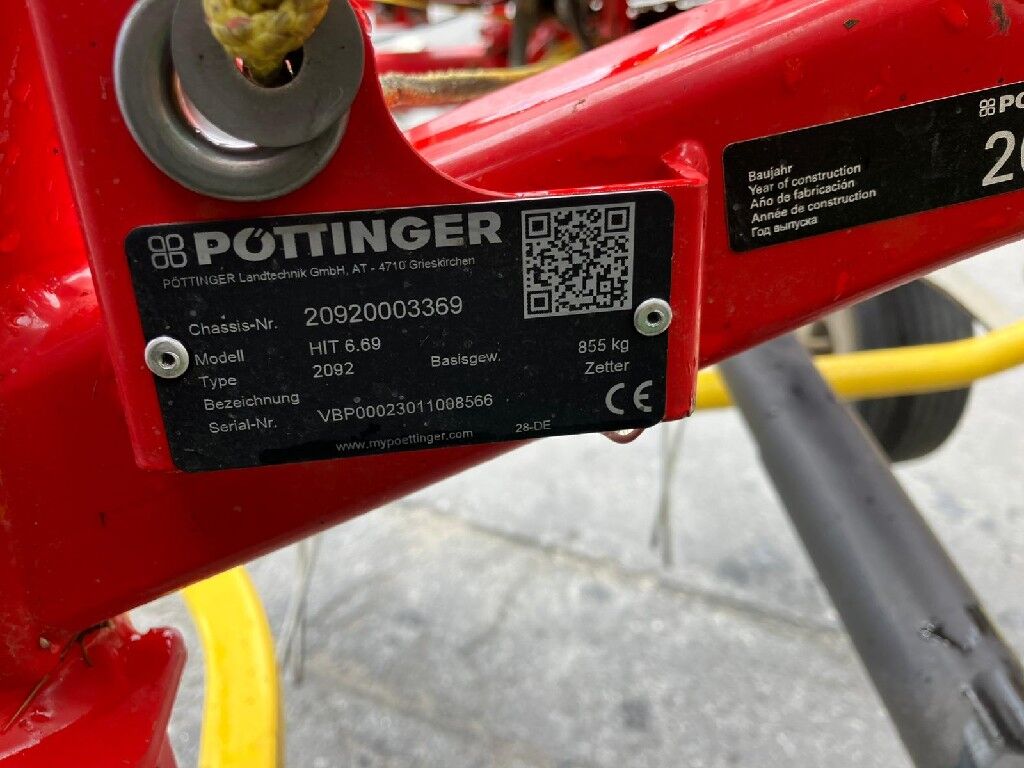 PÖTTINGER
PÖTTINGER Landtechnik GmbH, AT - 4710 Grieskirchen
Chassis-Nr. 20920003369
Modell HIT 6.69 Basisgew. 855 kg
Type 2092 Zetter
Bezeichnung
Serial-Nr. VBP00023011008566
CE
www.mypoettinger.com 28-DE
PÖ
Baujahr
Year of construction
Año de fabricación
Année de construction
Год выпуска